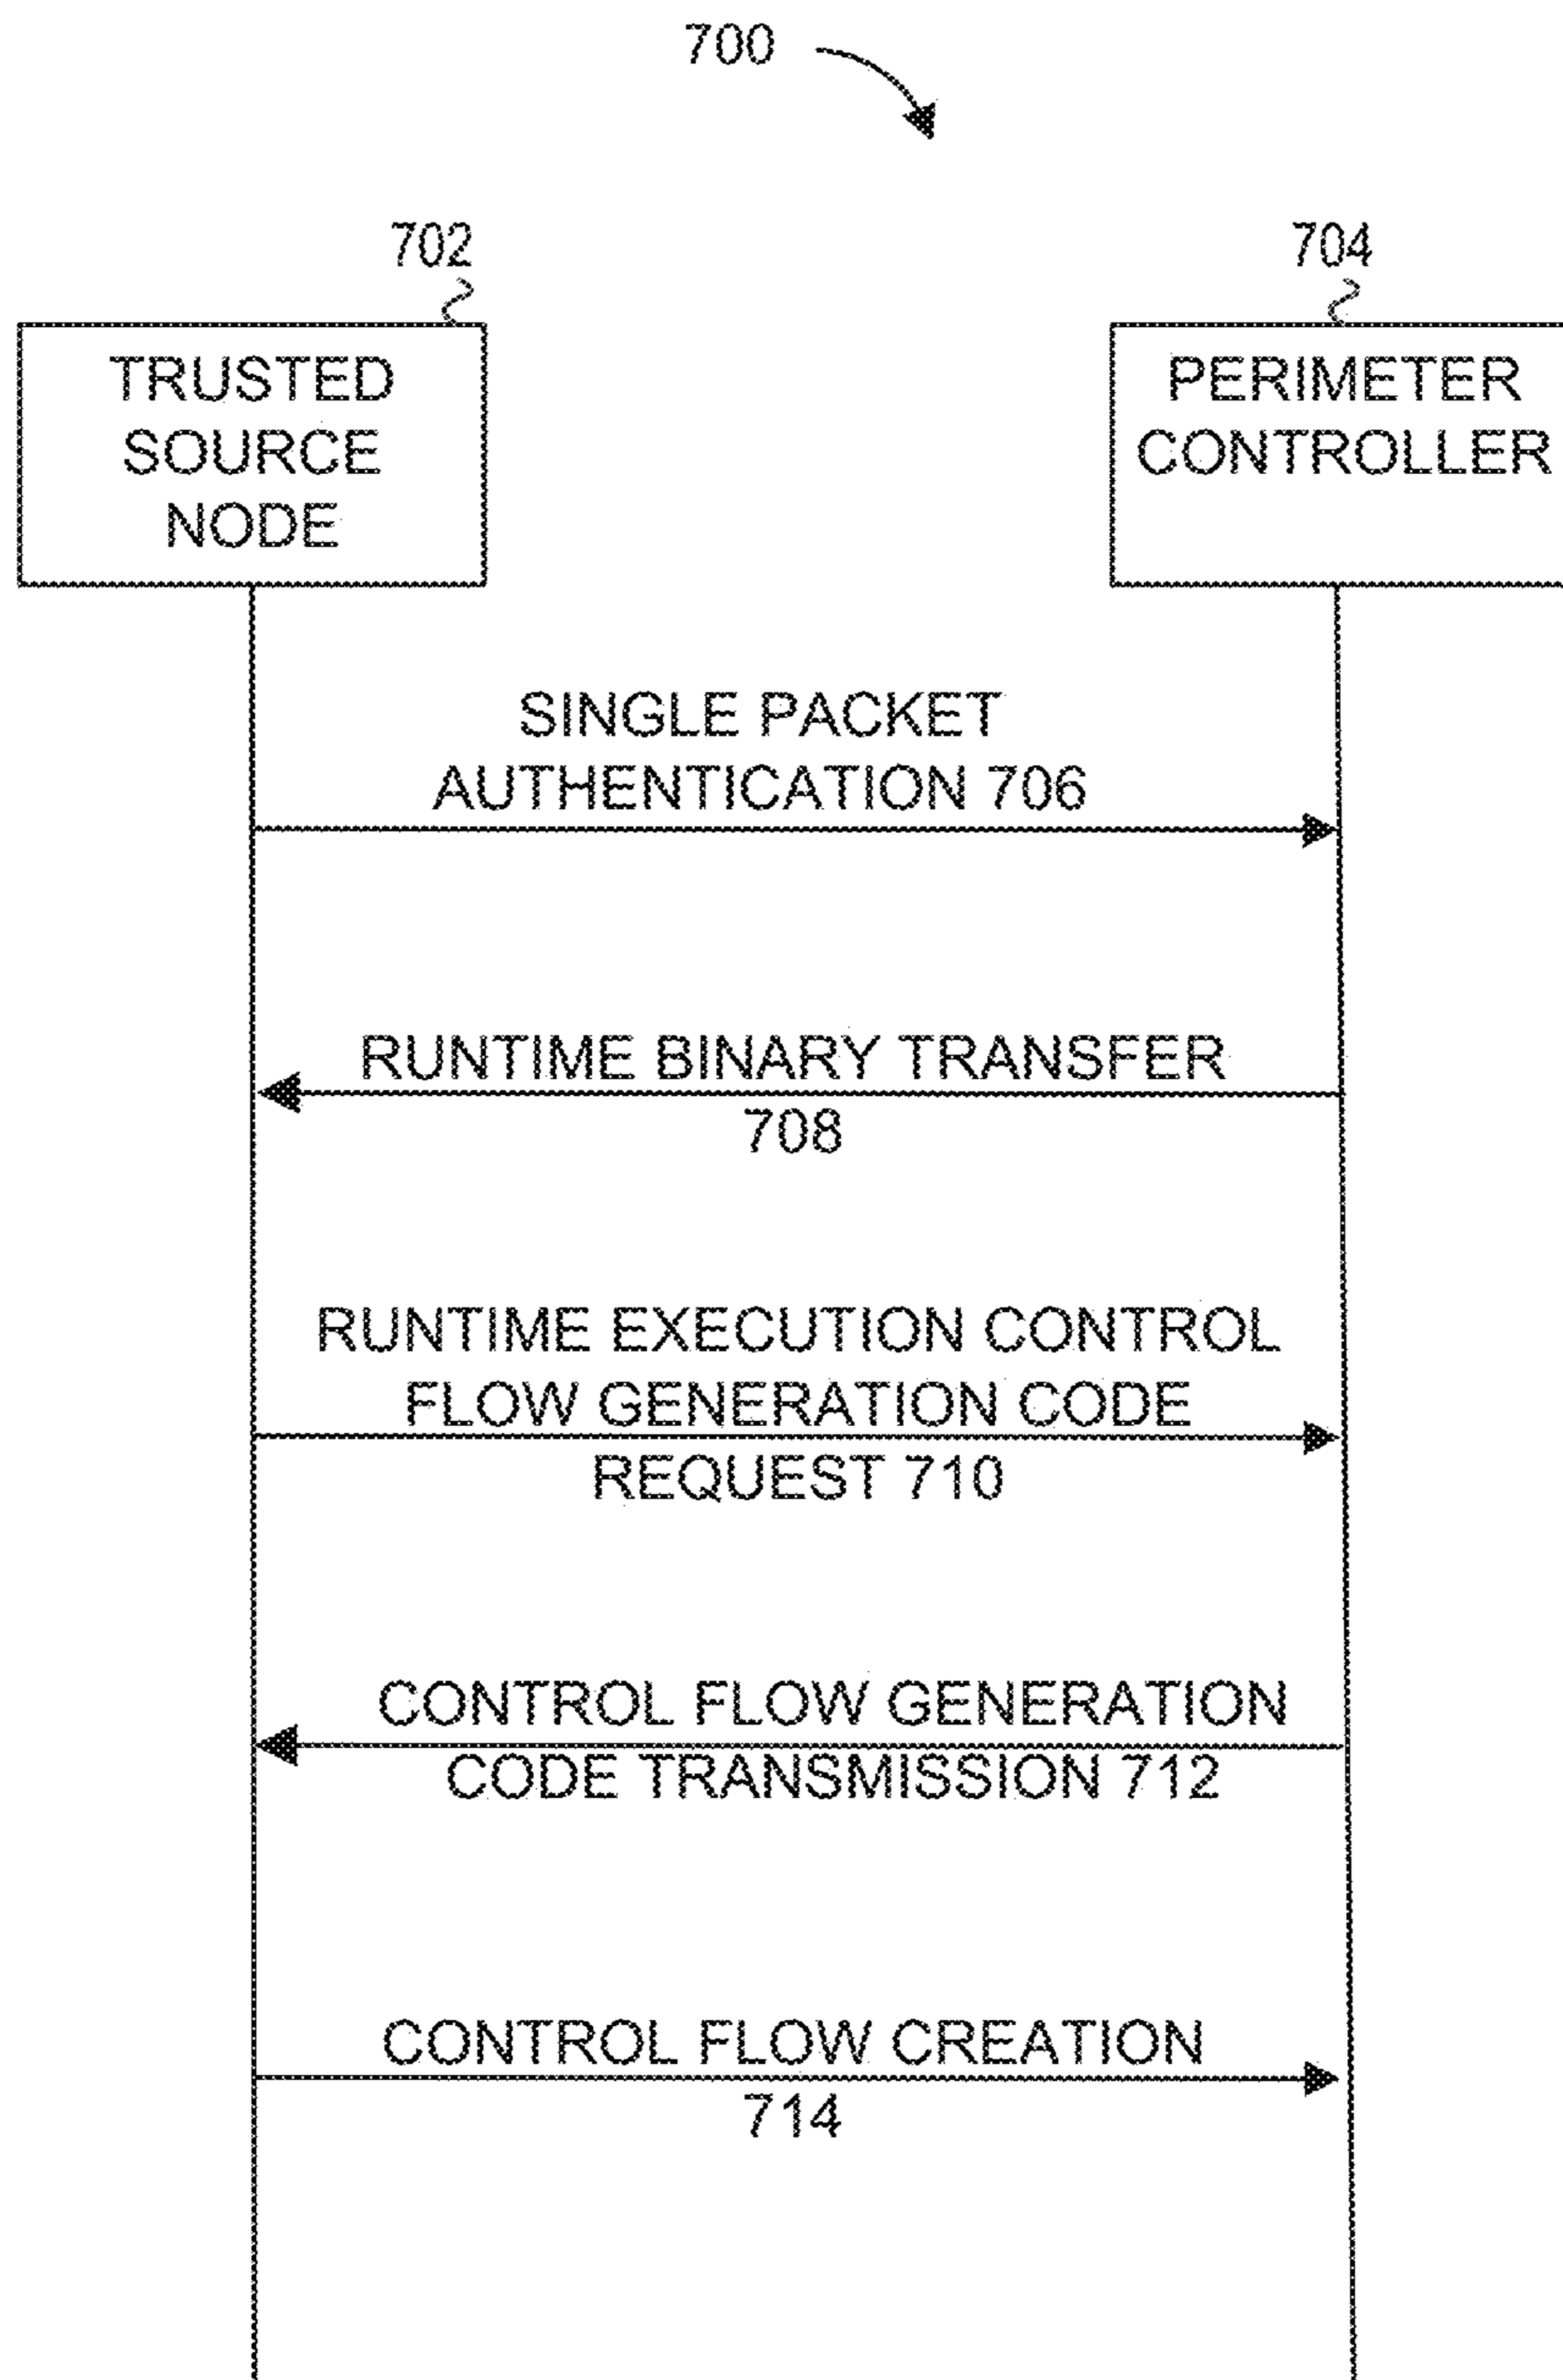 700
702
704
TRUSTED
SOURCE
NODE
PERIMETER
CONTROLLER
SINGLE PACKET
AUTHENTICATION 706
RUNTIME BINARY TRANSFER
708
RUNTIME EXECUTION CONTROL
FLOW GENERATION CODE
REQUEST 710
CONTROL FLOW GENERATION
CODE TRANSMISSION 712
CONTROL FLOW CREATION
714